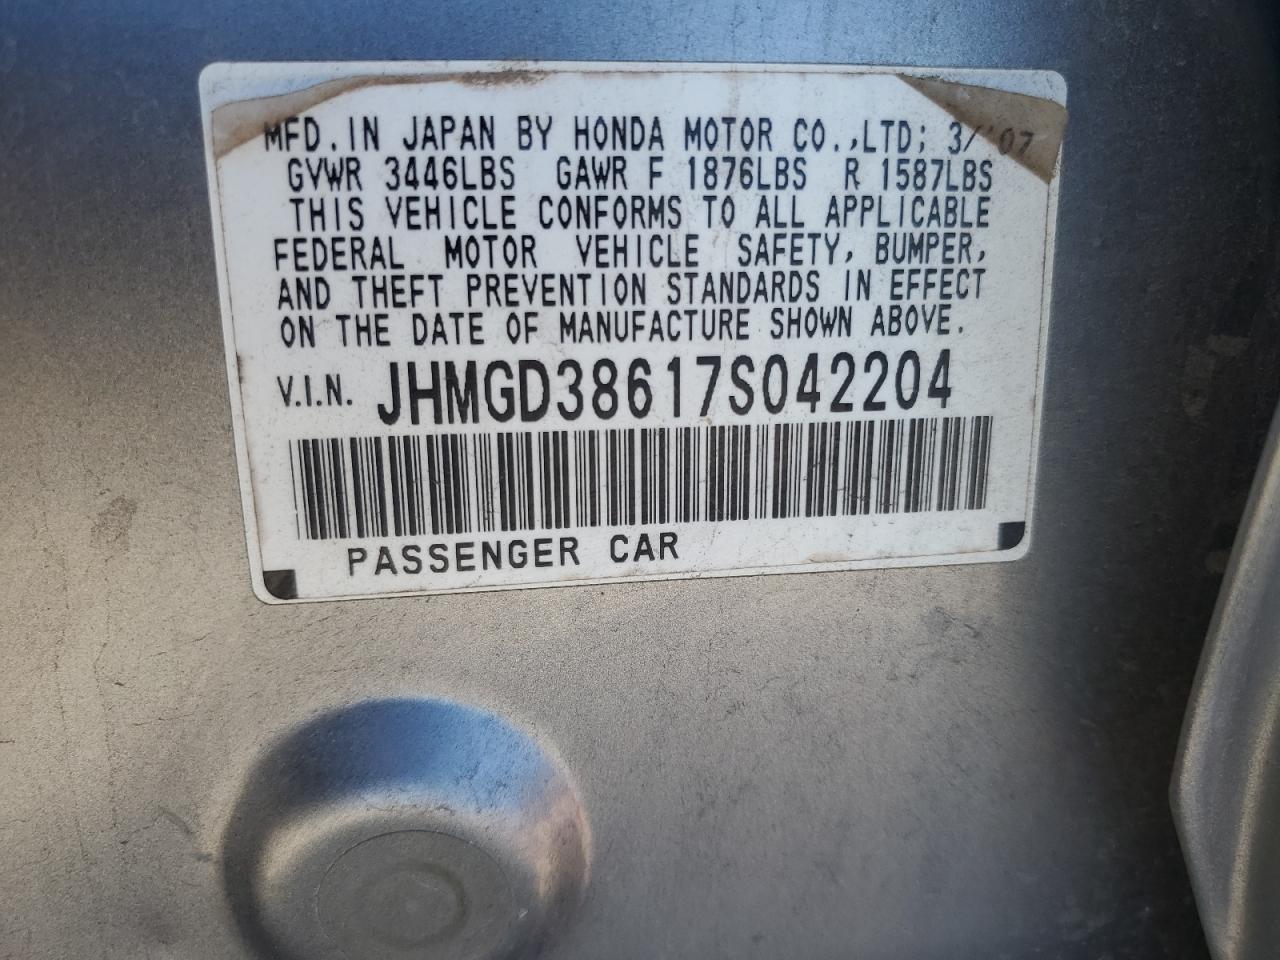 MFD. IN JAPAN BY HONDA MOTOR CO.,LTD; 3/'07
GVWR 3446LBS GAWR F 1876LBS R 1587LBS
THIS VEHICLE CONFORMS TO ALL APPLICABLE
FEDERAL MOTOR VEHICLE SAFETY, BUMPER,
AND THEFT PREVENTION STANDARDS IN EFFECT
ON THE DATE OF MANUFACTURE SHOWN ABOVE.
V.I.N. JHMGD38617S042204
PASSENGER CAR